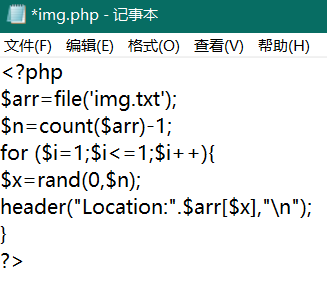 *img.php - 记事本
文件(F) 编辑(E) 格式(O) 查看(V) 帮助(H)
<?php
$arr=file('img.txt');
$n=count($arr)-1;
for ($i=1;$i<=1;$i++){
$x=rand(0,$n);
header("Location:".$arr[$x],"\n");
}
?>